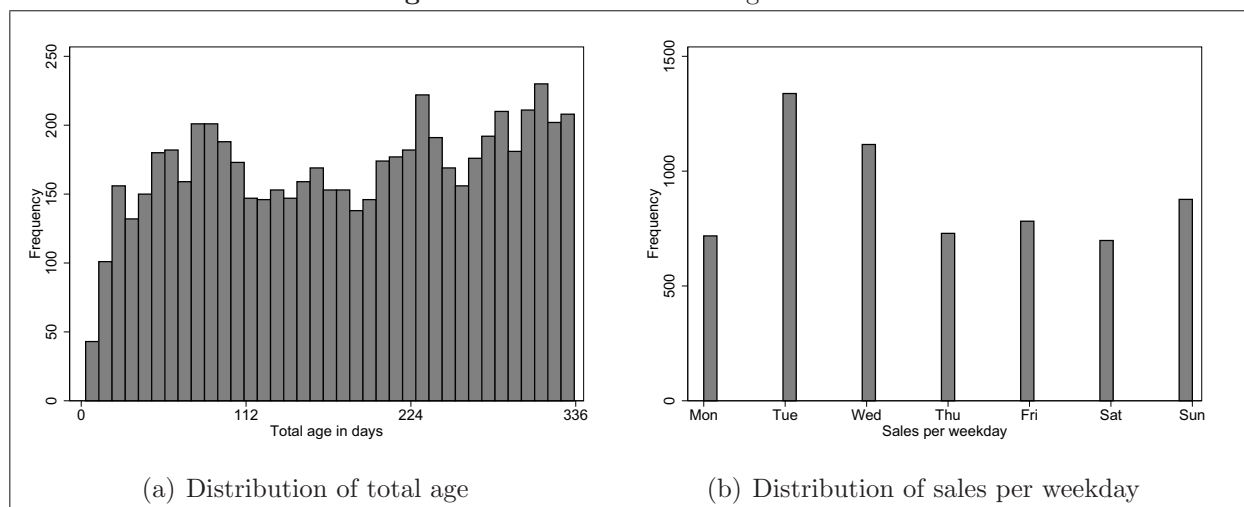 250
200
150
100
50
0
Frequency
0 112 224 336
Total age in days
(a) Distribution of total age
1500
1000
500
0
Frequency
Mon Tue Wed Thu Fri Sat Sun
Sales per weekday
(b) Distribution of sales per weekday